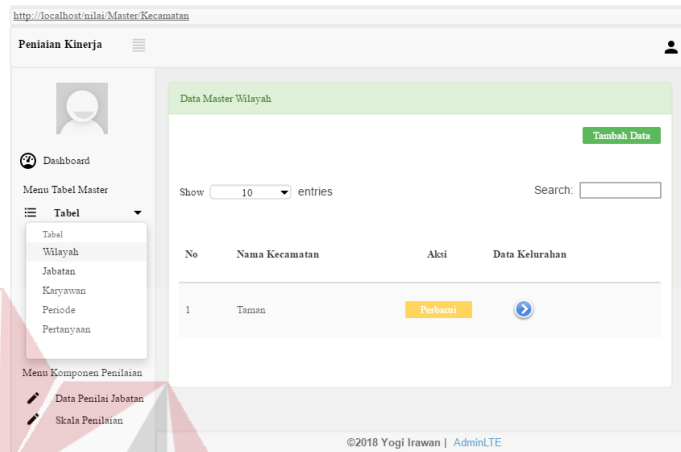 http://localhost/nilai/Master/Kecamatan
Peniaian Kinerja
Data Master Wilayah
Tambah Data
Dashboard
Menu Tabel Master
Tabel
Show 10 entries
Search:
Tabel
Wilayah
Jabatan
Karyawan
Periode
Pertanyaan
No Nama Kecamatan Aksi Data Kelurahan
1 Taman Perbarui
Menu Komponen Penilaian
Data Penilai Jabatan
Skala Penilaian
©2018 Yogi Irawan | AdminLTE